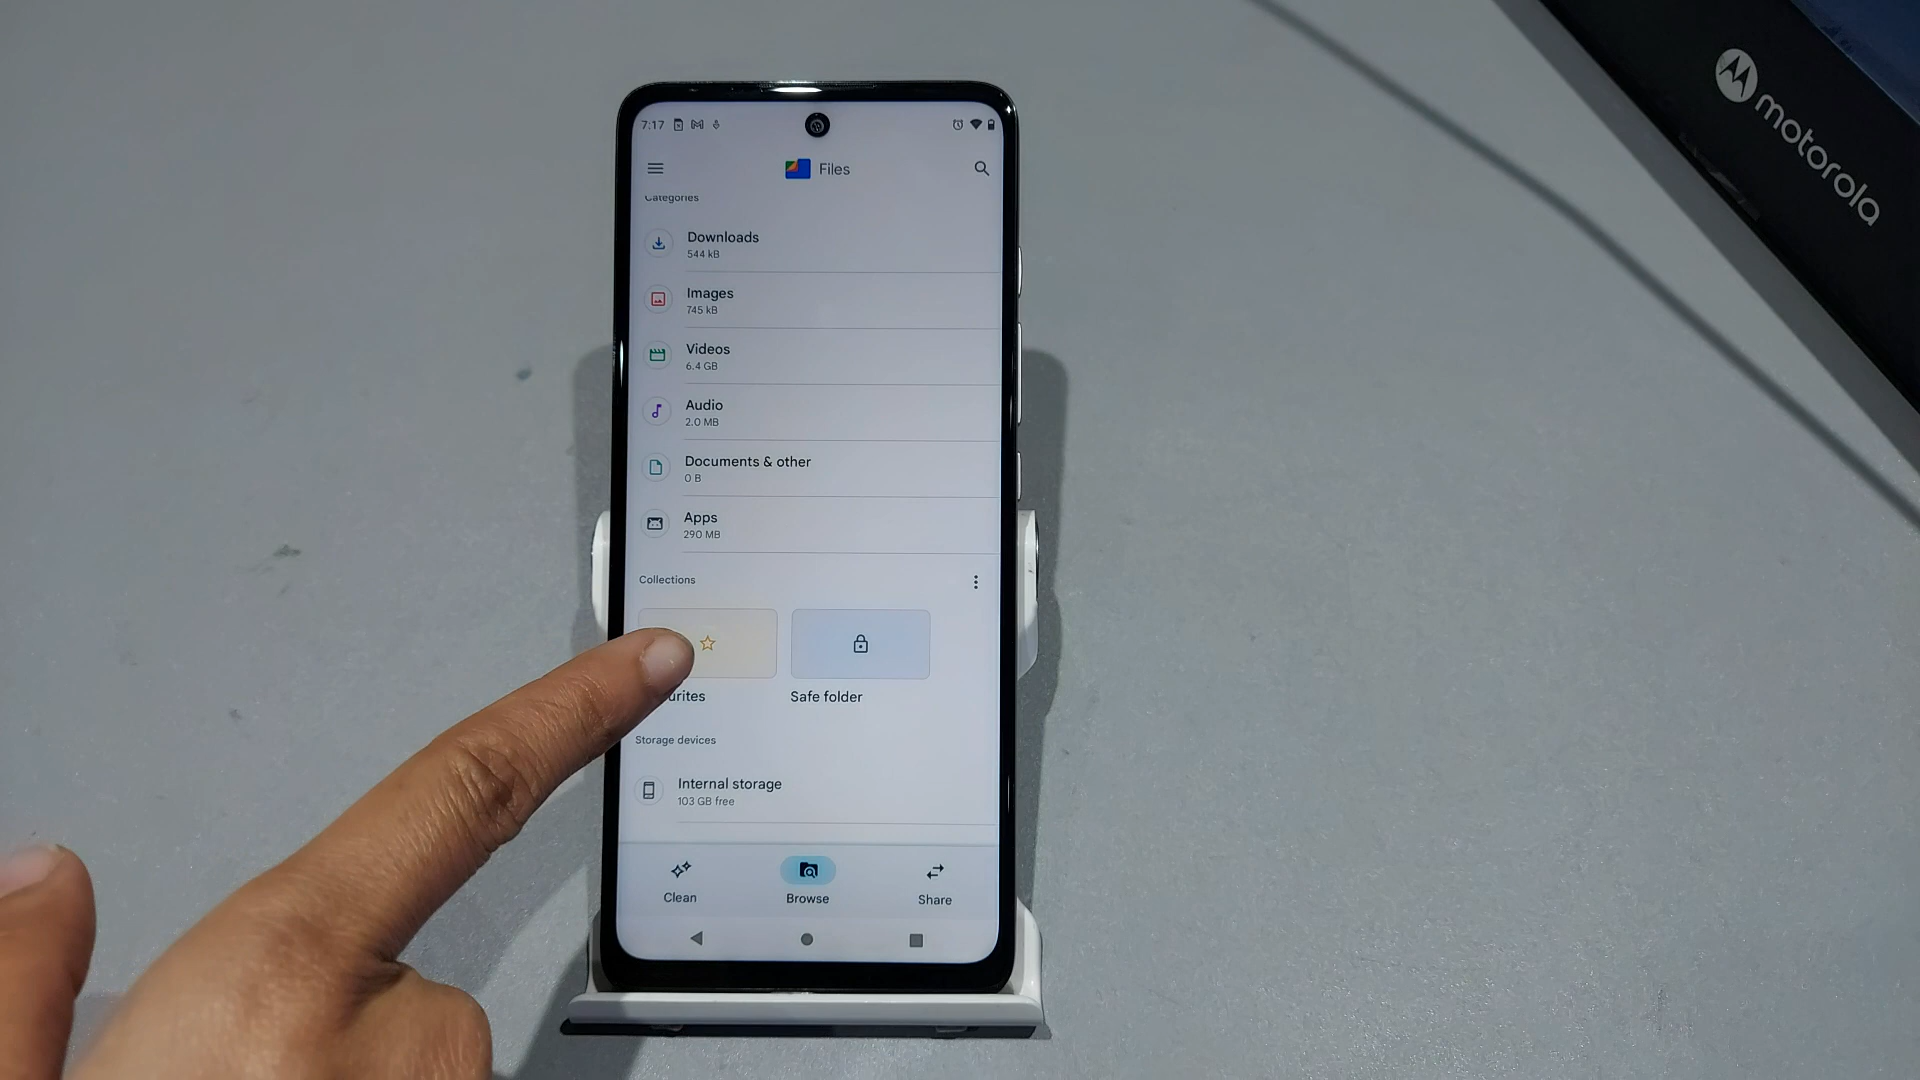 7:17
Files
Categories
Downloads
544 kB
Images
745 kB
Videos
6.4 GB
Audio
2.0 MB
Documents & other
0 B
Apps
290 MB
Collections
urites
Safe folder
Storage devices
Internal storage
103 GB free
Clean
Browse
Share
motorola